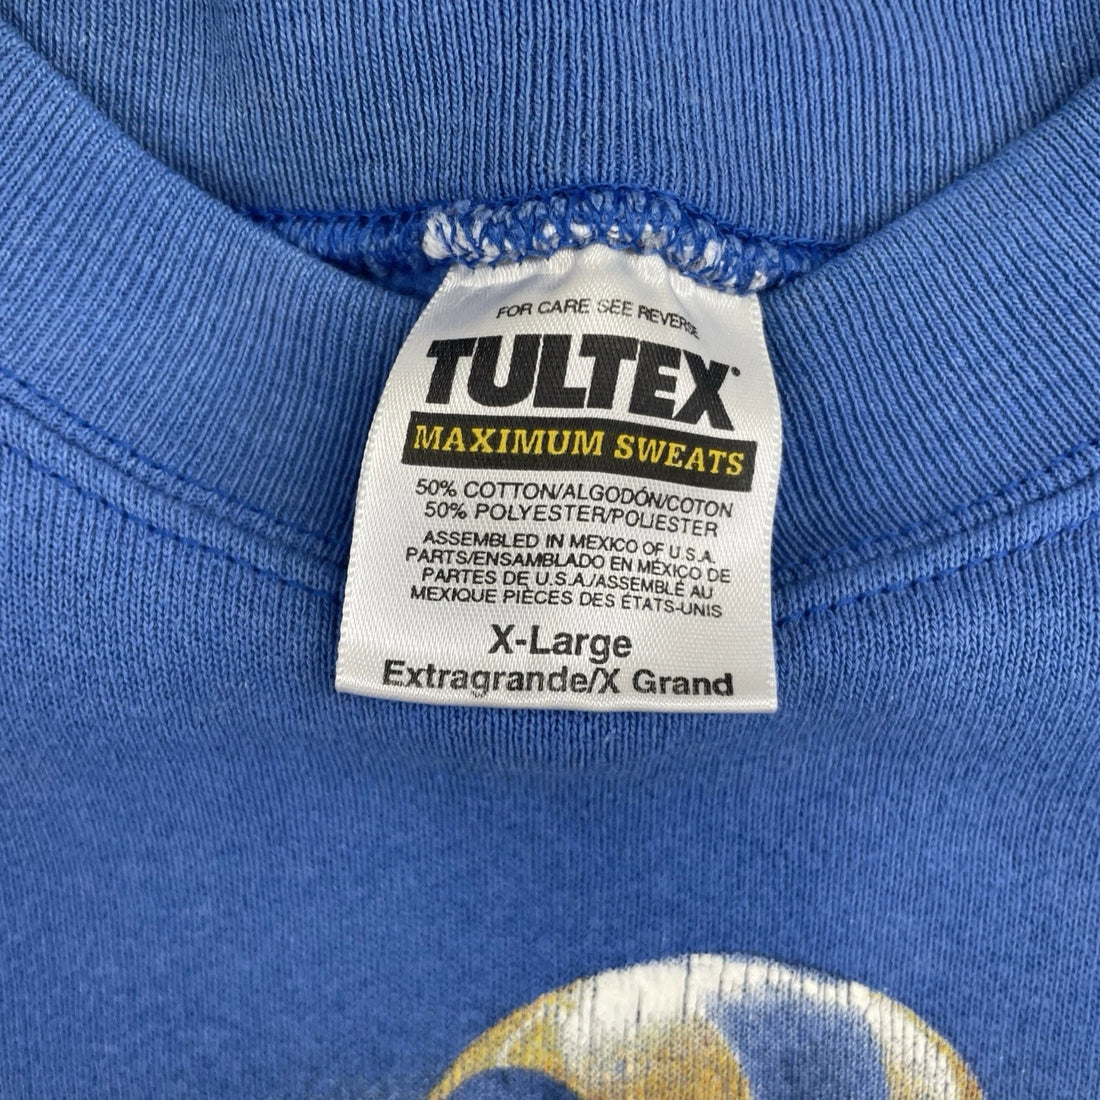 FOR CARE SEE REVERSE
TULTEX
MAXIMUM SWEATS
50% COTTON/ALGODÓN/COTON
50% POLYESTER/POLIESTER
ASSEMBLED IN MEXICO OF U.S.A.
PARTS/ENSAMBLADO EN MÉXICO DE
PARTES DE U.S.A./ASSEMBLÉ AU
MEXIQUE PIÈCES DES ÉTATS-UNIS
X-Large
Extragrande/X Grand